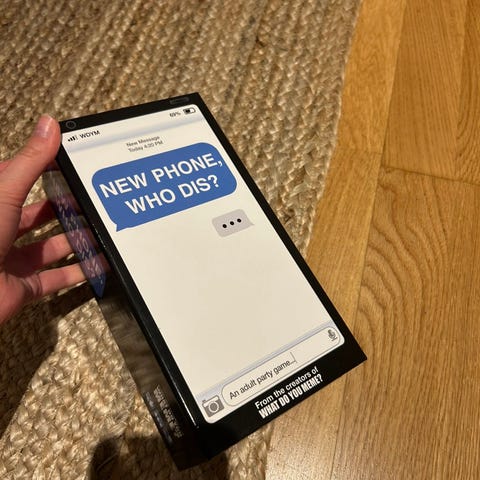 WDYM
69%
New Message
Today 4:20 PM
NEW PHONE,
WHO DIS?
An adult party game...
From the creators of
WHAT DO YOU MEME?